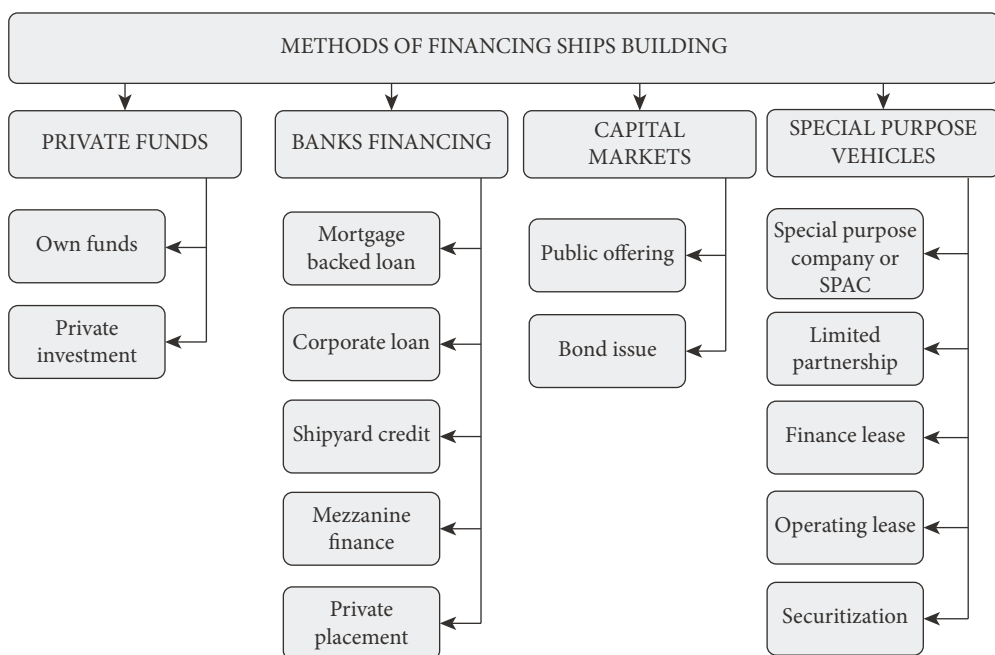 METHODS OF FINANCING SHIPS BUILDING
PRIVATE FUNDS
Own funds
Private
investment
BANKS FINANCING
Mortgage
backed loan
Corporate loan
Shipyard credit
Mezzanine
finance
Private
placement
CAPITAL
MARKETS
Public offering
Bond issue
SPECIAL PURPOSE
VEHICLES
Special purpose
company or
SPAC
Limited
partnership
Finance lease
Operating lease
Securitization